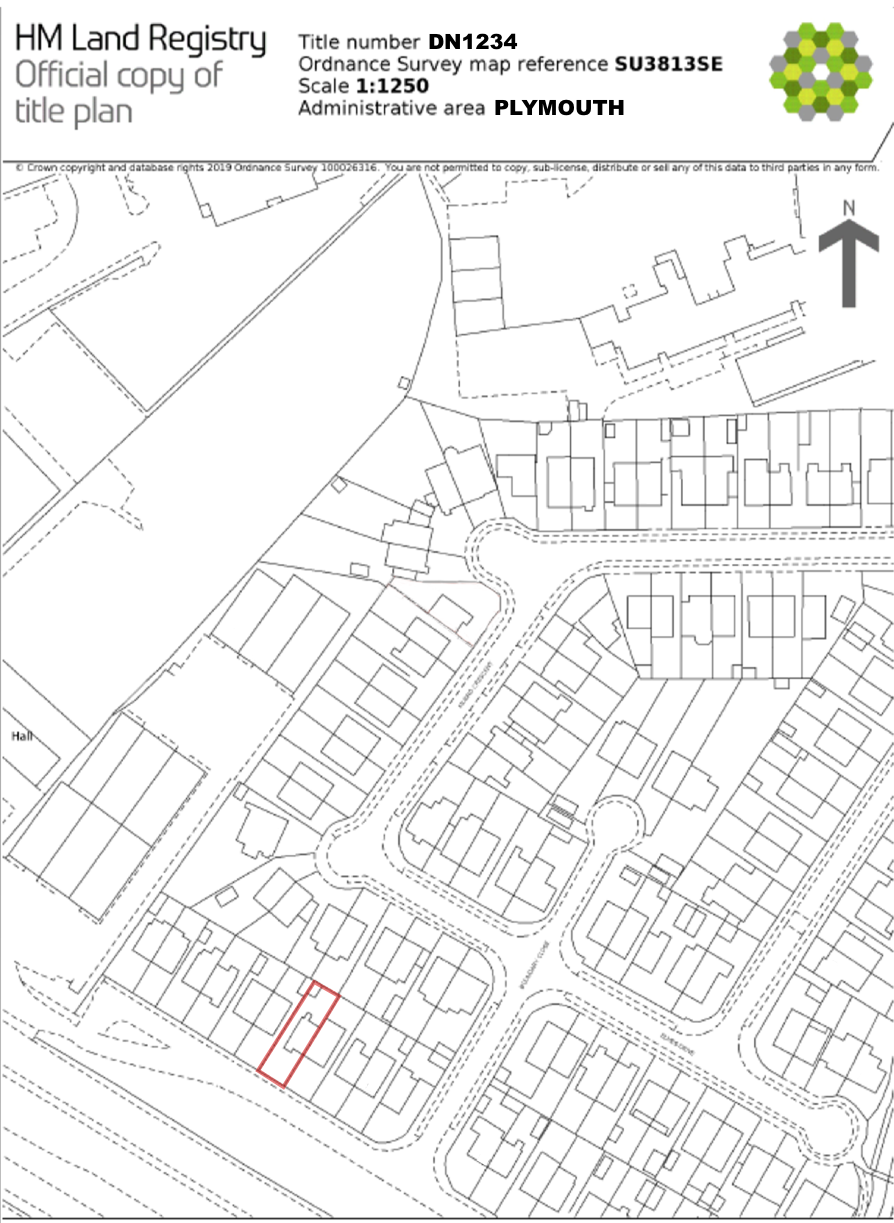 HM Land Registry
Official copy of
title plan
Title number DN1234
Ordnance Survey map reference SU3813SE
Scale 1:1250
Administrative area PLYMOUTH
© Crown copyright and database rights 2019 Ordnance Survey 100026316. You are not permitted to copy, sub-license, distribute or sell any of this data to third parties in any form.
N
Hall
BOUNDARY CLOSE